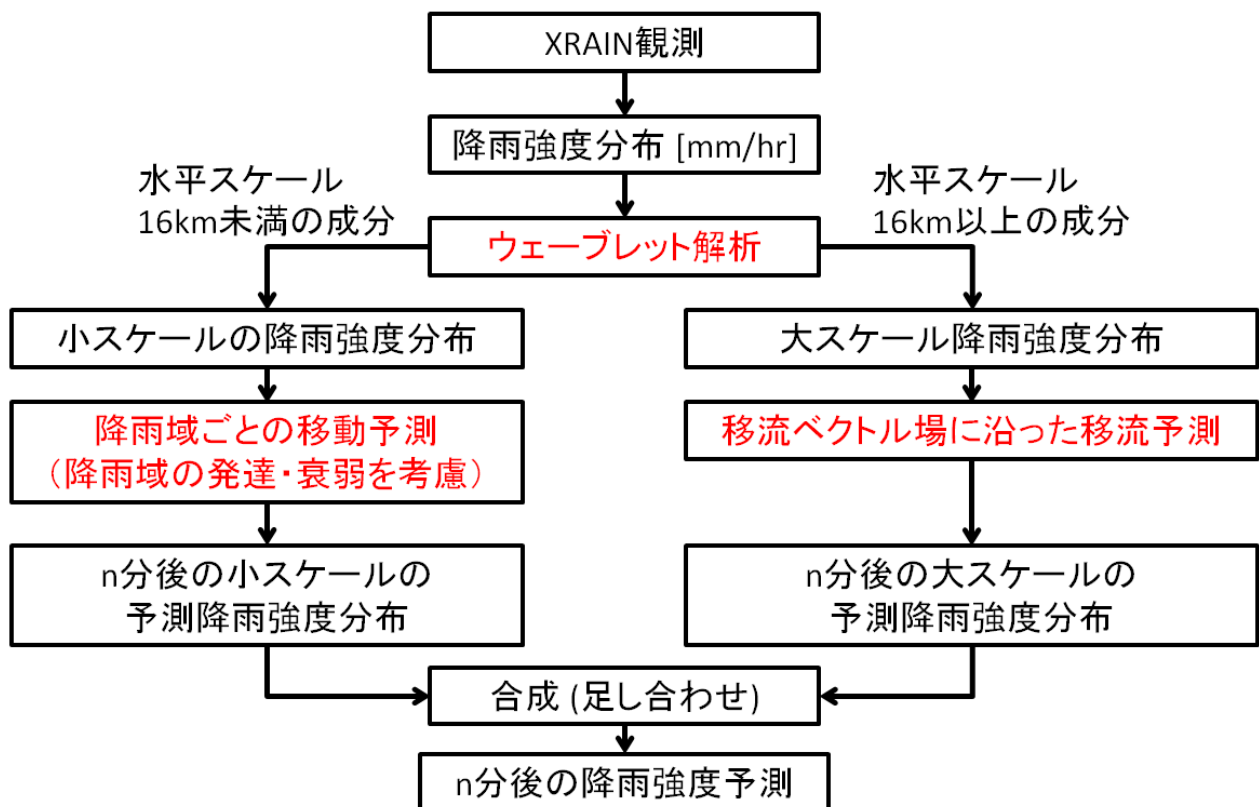 XRAIN観測
降雨強度分布 [mm/hr]
水平スケール
16km未満の成分
水平スケール
16km以上の成分
ウェーブレット解析
小スケールの降雨強度分布
大スケール降雨強度分布
降雨域ごとの移動予測
（降雨域の発達・衰弱を考慮）
移流ベクトル場に沿った移流予測
n分後の小スケールの
予測降雨強度分布
n分後の大スケールの
予測降雨強度分布
合成 (足し合わせ)
n分後の降雨強度予測